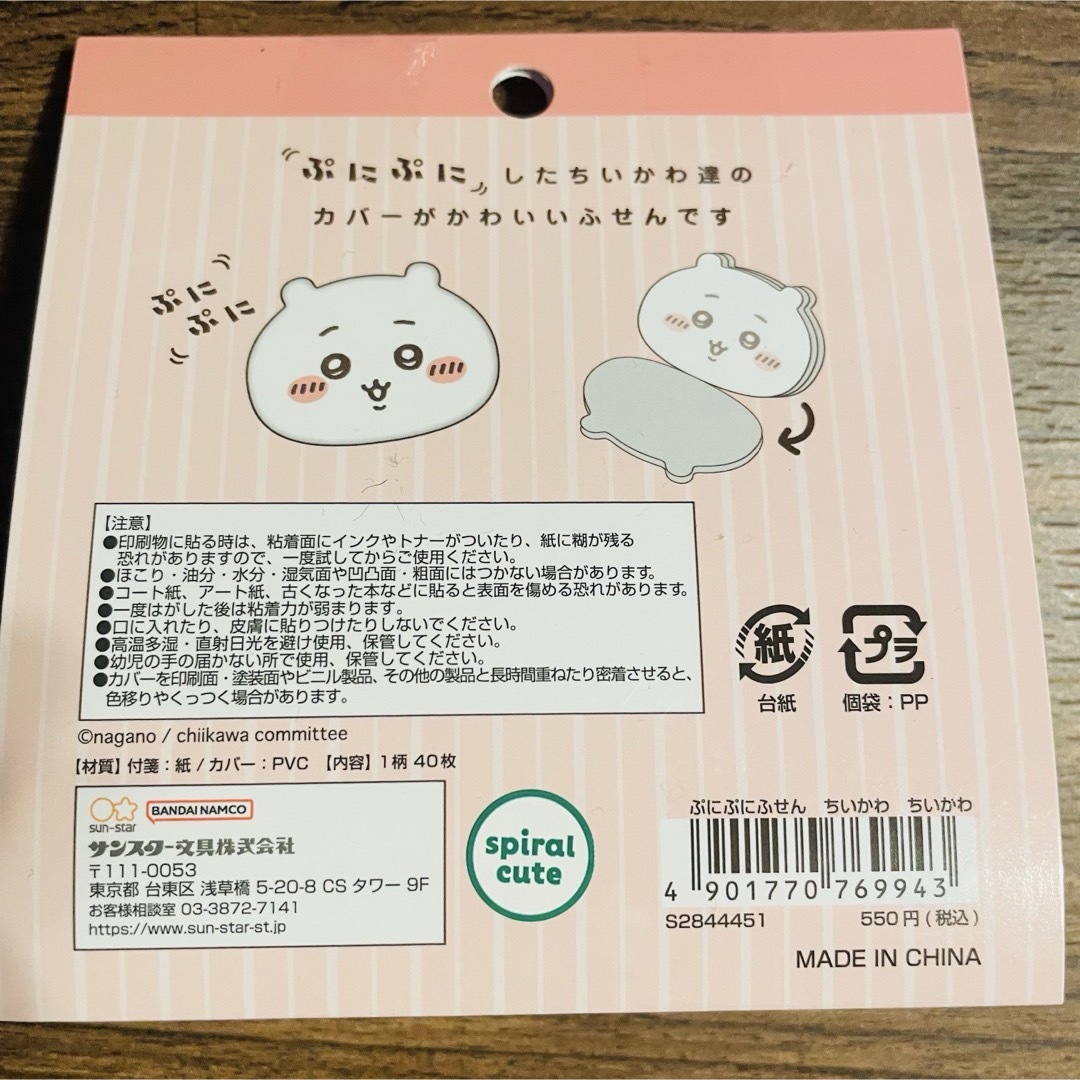 ぷにぷに したちいかわ達の
カバーがかわいいふせんです
ぷに
ぷに
【注意】
●印刷物に貼る時は、粘着面にインクやトナーがついたり、紙に糊が残る
恐れがありますので、一度試してからご使用ください。
●ほこり・油分・水分・湿気面や凹凸面・粗面にはつかない場合があります。
●コート紙、アート紙、古くなった本などに貼ると表面を傷める恐れがあります。
●一度はがした後は粘着力が弱まります。
●口に入れたり、皮膚に貼りつけたりしないでください。
●高温多湿・直射日光を避け使用、保管してください。
●幼児の手の届かない所で使用、保管してください。
●カバーを印刷面・塗装面やビニル製品、その他の製品と長時間重ねたり密着させると、
色移りやくっつく場合があります。
紙
台紙
プラ
個袋:PP
©nagano / chiikawa committee
【材質】付箋:紙 / カバー:PVC 【内容】1柄 40枚
sun-star
BANDAI NAMCO
サンスター文具株式会社
〒111-0053
東京都 台東区 浅草橋 5-20-8 CS タワー 9F
お客様相談室 03-3872-7141
https://www.sun-star-st.jp
spiral
cute
ぷにぷにふせん ちいかわ ちいかわ
4 901770 769943
S2844451 550円(税込)
MADE IN CHINA